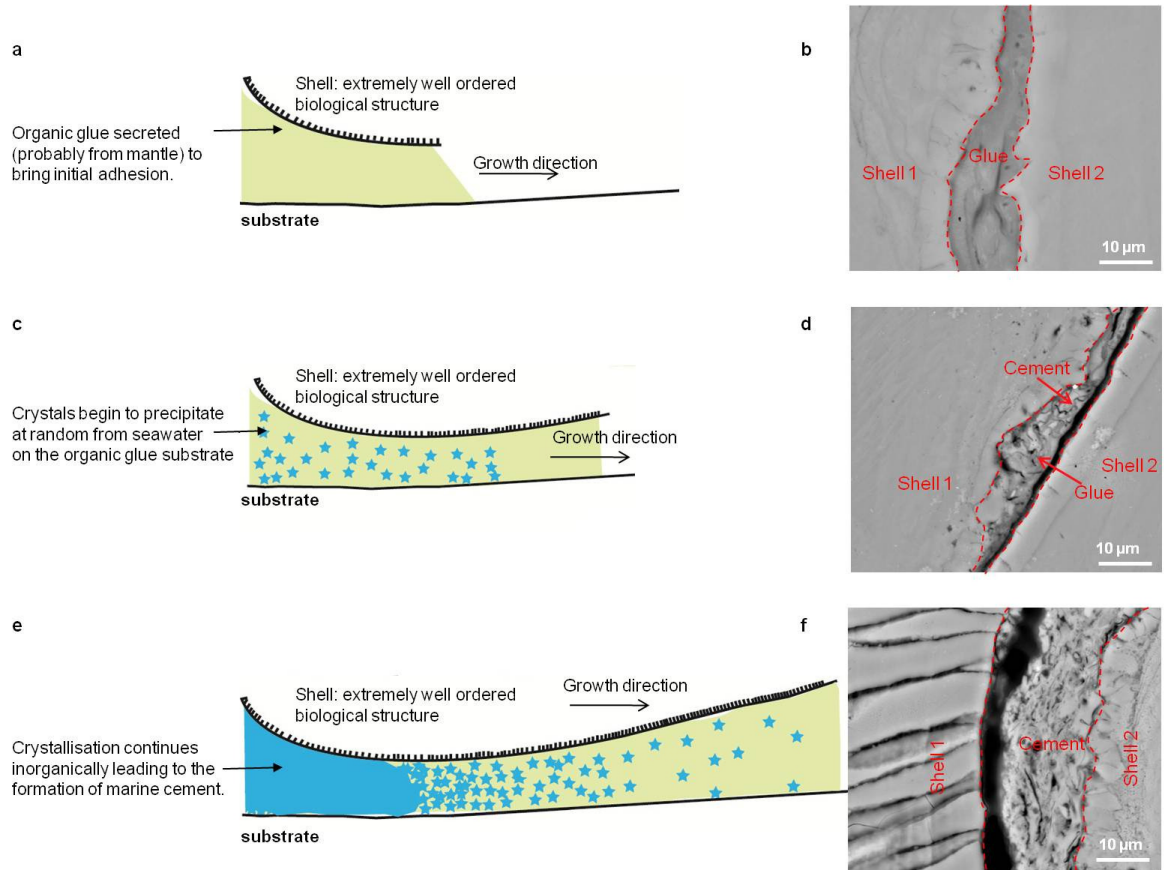 a
Shell: extremely well ordered
biological structure
Organic glue secreted
(probably from mantle) to
bring initial adhesion.
Growth direction
substrate
b
Glue
Shell 1
Shell 2
10 µm
c
Shell: extremely well ordered
biological structure
Crystals begin to precipitate
at random from seawater
on the organic glue substrate
Growth direction
substrate
d
Cement
Shell 1
Shell 2
Glue
10 µm
e
Growth direction
Shell: extremely well ordered
biological structure
Crystallisation continues
inorganically leading to the
formation of marine cement.
substrate
f
Shell 1
Cement
Shell 2
10 µm